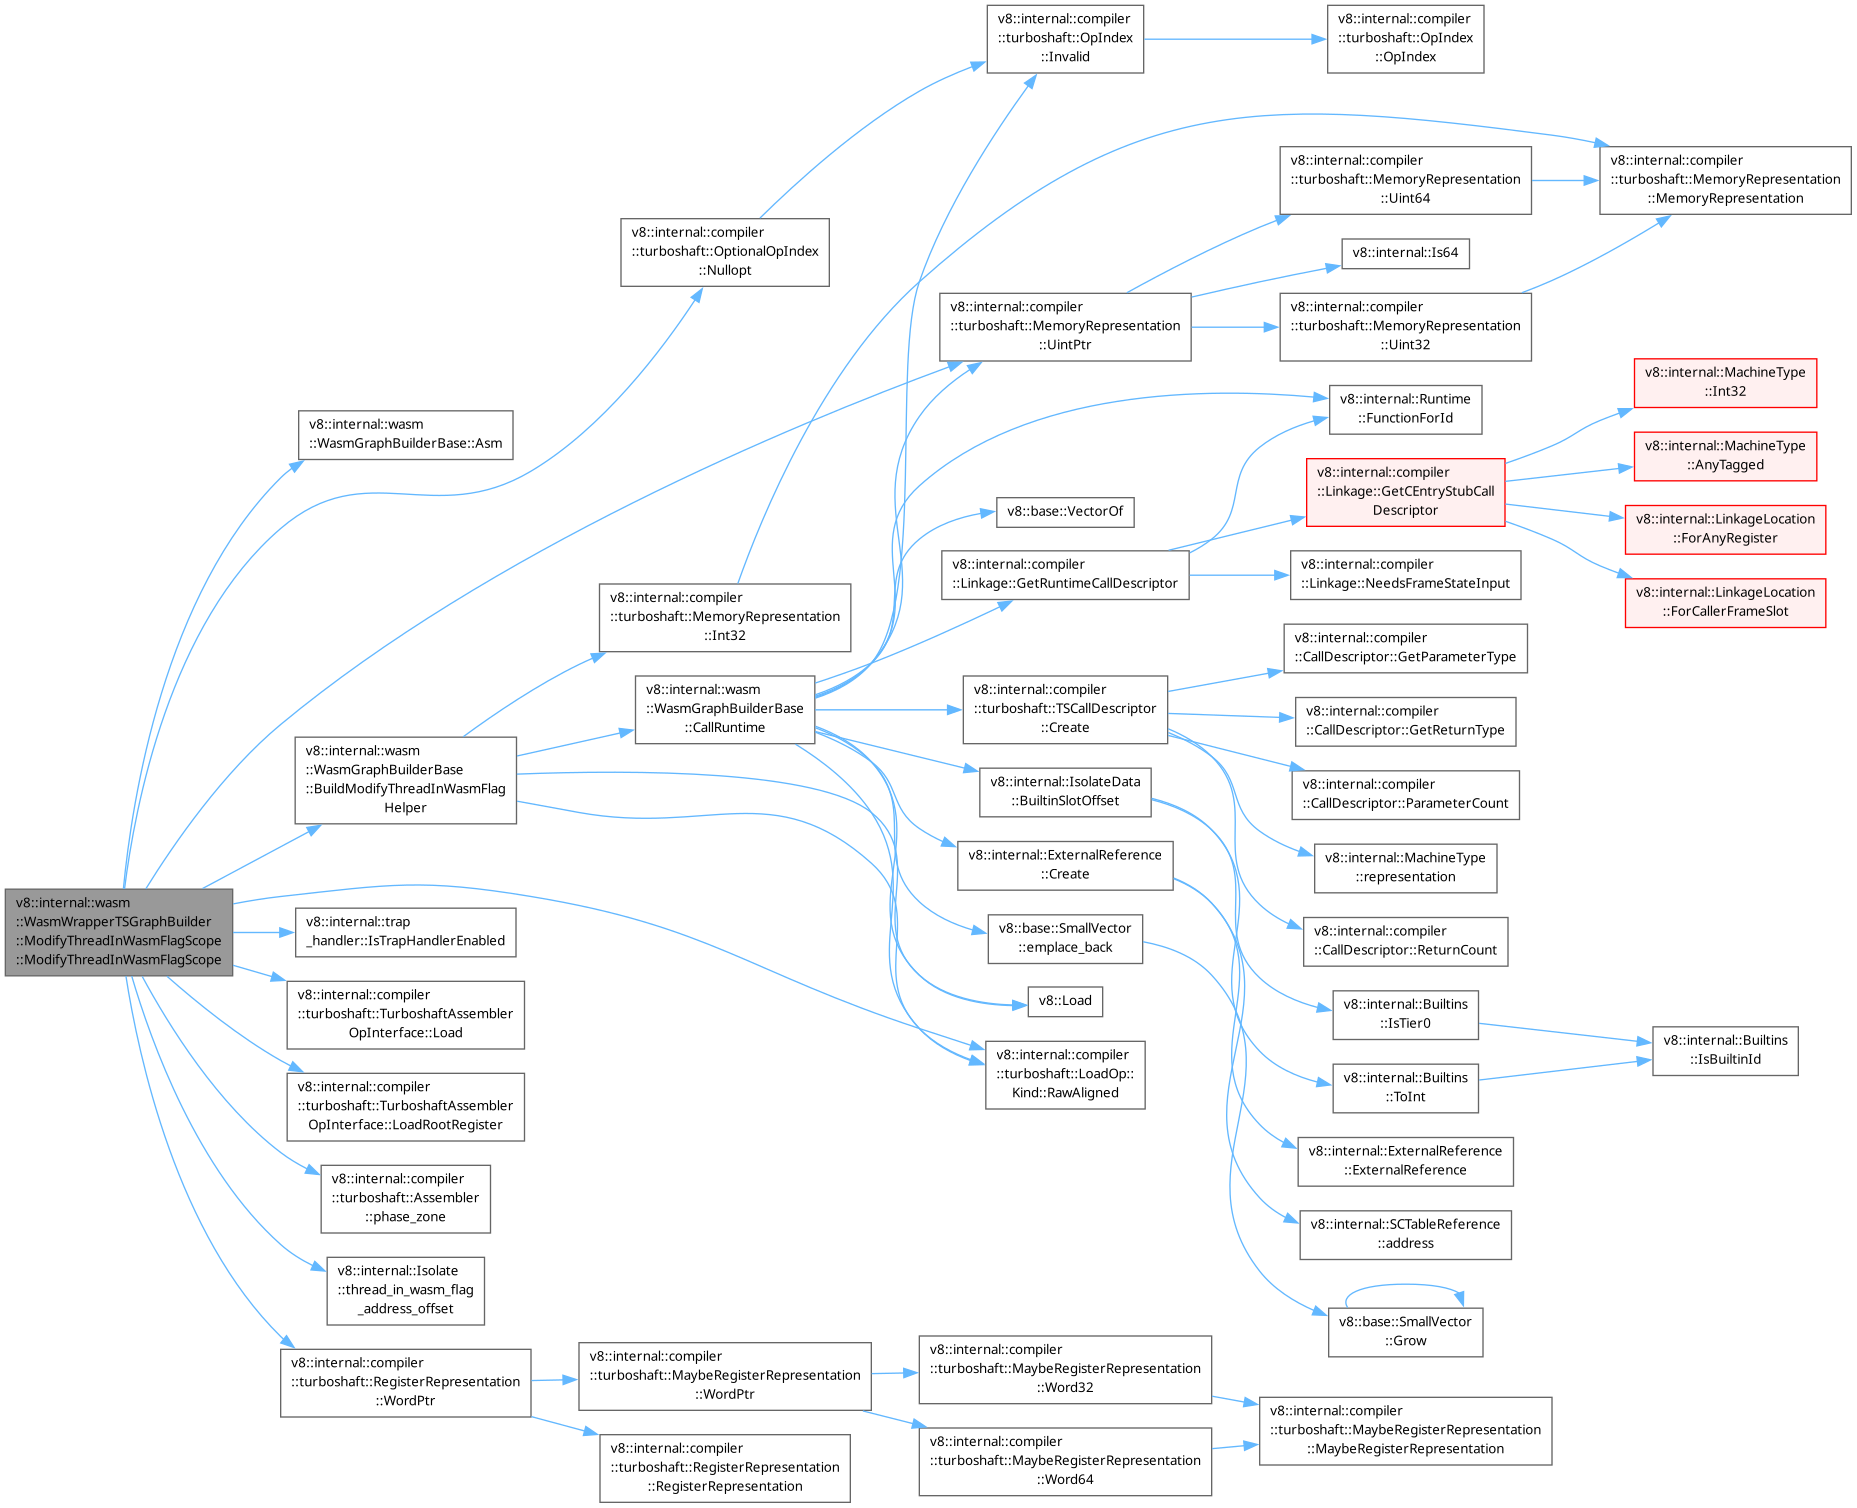 v8::internal::compiler
::turboshaft::OpIndex
::Invalid
v8::internal::compiler
::turboshaft::OpIndex
::OpIndex
v8::internal::compiler
::turboshaft::MemoryRepresentation
::Uint64
v8::internal::compiler
::turboshaft::MemoryRepresentation
::MemoryRepresentation
v8::internal::compiler
::turboshaft::OptionalOpIndex
::Nullopt
v8::internal::Is64
v8::internal::compiler
::turboshaft::MemoryRepresentation
::UintPtr
v8::internal::compiler
::turboshaft::MemoryRepresentation
::Uint32
v8::internal::MachineType
::Int32
v8::internal::Runtime
::FunctionForId
v8::internal::wasm
::WasmGraphBuilderBase::Asm
v8::internal::MachineType
::AnyTagged
v8::internal::compiler
::Linkage::GetCEntryStubCall
Descriptor
v8::base::VectorOf
v8::internal::LinkageLocation
::ForAnyRegister
v8::internal::compiler
::Linkage::GetRuntimeCallDescriptor
v8::internal::compiler
::Linkage::NeedsFrameStateInput
v8::internal::LinkageLocation
::ForCallerFrameSlot
v8::internal::compiler
::turboshaft::MemoryRepresentation
::Int32
v8::internal::compiler
::CallDescriptor::GetParameterType
v8::internal::wasm
::WasmGraphBuilderBase
::CallRuntime
v8::internal::compiler
::turboshaft::TSCallDescriptor
::Create
v8::internal::compiler
::CallDescriptor::GetReturnType
v8::internal::wasm
::WasmGraphBuilderBase
::BuildModifyThreadInWasmFlag
Helper
v8::internal::IsolateData
::BuiltinSlotOffset
v8::internal::compiler
::CallDescriptor::ParameterCount
v8::internal::ExternalReference
::Create
v8::internal::MachineType
::representation
v8::internal::wasm
::WasmWrapperTSGraphBuilder
::ModifyThreadInWasmFlagScope
::ModifyThreadInWasmFlagScope
v8::internal::trap
_handler::IsTrapHandlerEnabled
v8::base::SmallVector
::emplace_back
v8::internal::compiler
::CallDescriptor::ReturnCount
v8::internal::compiler
::turboshaft::TurboshaftAssembler
OpInterface::Load
v8::Load
v8::internal::Builtins
::IsTier0
v8::internal::Builtins
::IsBuiltinId
v8::internal::compiler
::turboshaft::LoadOp::
Kind::RawAligned
v8::internal::compiler
::turboshaft::TurboshaftAssembler
OpInterface::LoadRootRegister
v8::internal::Builtins
::ToInt
v8::internal::ExternalReference
::ExternalReference
v8::internal::compiler
::turboshaft::Assembler
::phase_zone
v8::internal::SCTableReference
::address
v8::internal::Isolate
::thread_in_wasm_flag
_address_offset
v8::base::SmallVector
::Grow
v8::internal::compiler
::turboshaft::RegisterRepresentation
::WordPtr
v8::internal::compiler
::turboshaft::MaybeRegisterRepresentation
::WordPtr
v8::internal::compiler
::turboshaft::MaybeRegisterRepresentation
::Word32
v8::internal::compiler
::turboshaft::MaybeRegisterRepresentation
::MaybeRegisterRepresentation
v8::internal::compiler
::turboshaft::RegisterRepresentation
::RegisterRepresentation
v8::internal::compiler
::turboshaft::MaybeRegisterRepresentation
::Word64